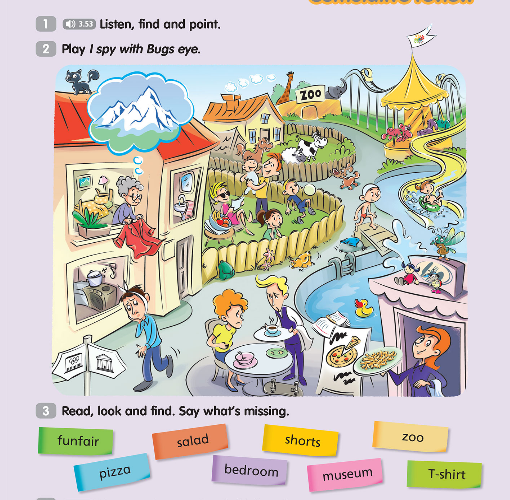 1 3.53 Listen, find and point.
2 Play I spy with Bugs eye.
ZOO
3 Read, look and find. Say what's missing.
funfair salad shorts zoo
pizza bedroom museum T-shirt